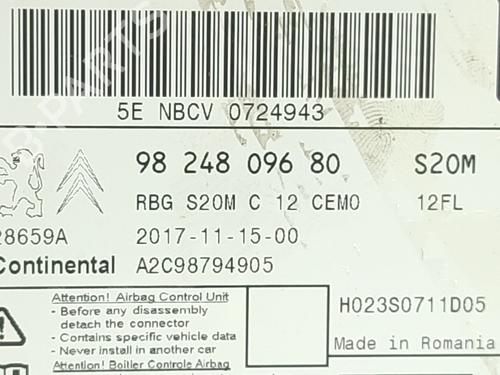 5E NBCV 0724943
98 248 096 80 S20M
RBG S20M C 12 CEMO 12FL
28659A 2017-11-15-00
Continental A2C98794905
Attention! Airbag Control Unit
- Before any disassembly
detach the connector
- Contains specific vehicle data
- Never install in another car
Attention! Boîtier Controle Airbag
H023S0711D05
Made in Romania